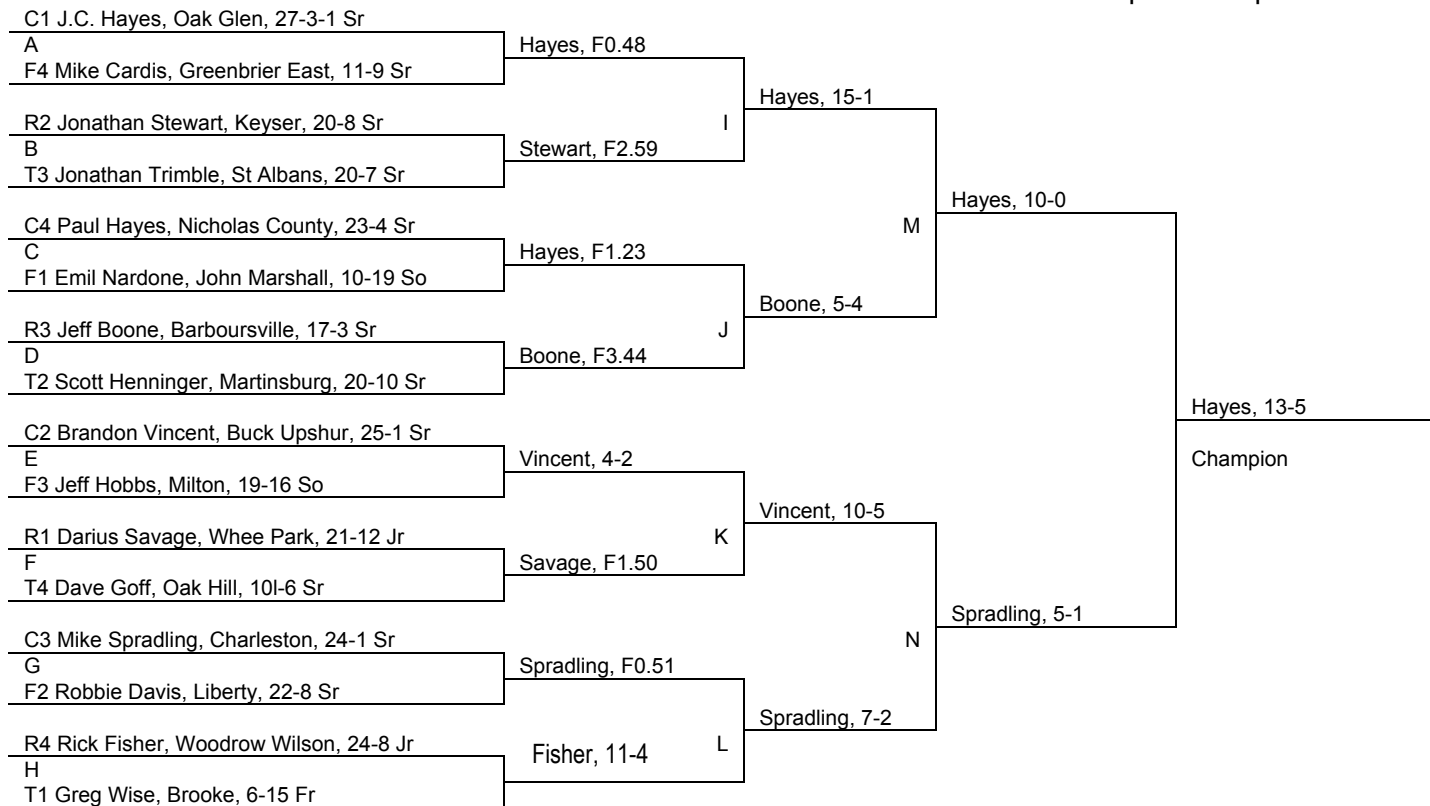 C1 J.C. Hayes, Oak Glen, 27-3-1 Sr
A
Hayes, F0.48
F4 Mike Cardis, Greenbrier East, 11-9 Sr
Hayes, 15-1
R2 Jonathan Stewart, Keyser, 20-8 Sr
I
B
Stewart, F2.59
T3 Jonathan Trimble, St Albans, 20-7 Sr
Hayes, 10-0
C4 Paul Hayes, Nicholas County, 23-4 Sr
M
C
Hayes, F1.23
F1 Emil Nardone, John Marshall, 10-19 So
Boone, 5-4
R3 Jeff Boone, Barboursville, 17-3 Sr
J
D
Boone, F3.44
T2 Scott Henninger, Martinsburg, 20-10 Sr
Hayes, 13-5
C2 Brandon Vincent, Buck Upshur, 25-1 Sr
E
Vincent, 4-2
Champion
F3 Jeff Hobbs, Milton, 19-16 So
Vincent, 10-5
R1 Darius Savage, Whee Park, 21-12 Jr
K
F
Savage, F1.50
T4 Dave Goff, Oak Hill, 10l-6 Sr
Spradling, 5-1
C3 Mike Spradling, Charleston, 24-1 Sr
N
G
Spradling, F0.51
F2 Robbie Davis, Liberty, 22-8 Sr
Spradling, 7-2
R4 Rick Fisher, Woodrow Wilson, 24-8 Jr
L
Fisher, 11-4
H
T1 Greg Wise, Brooke, 6-15 Fr